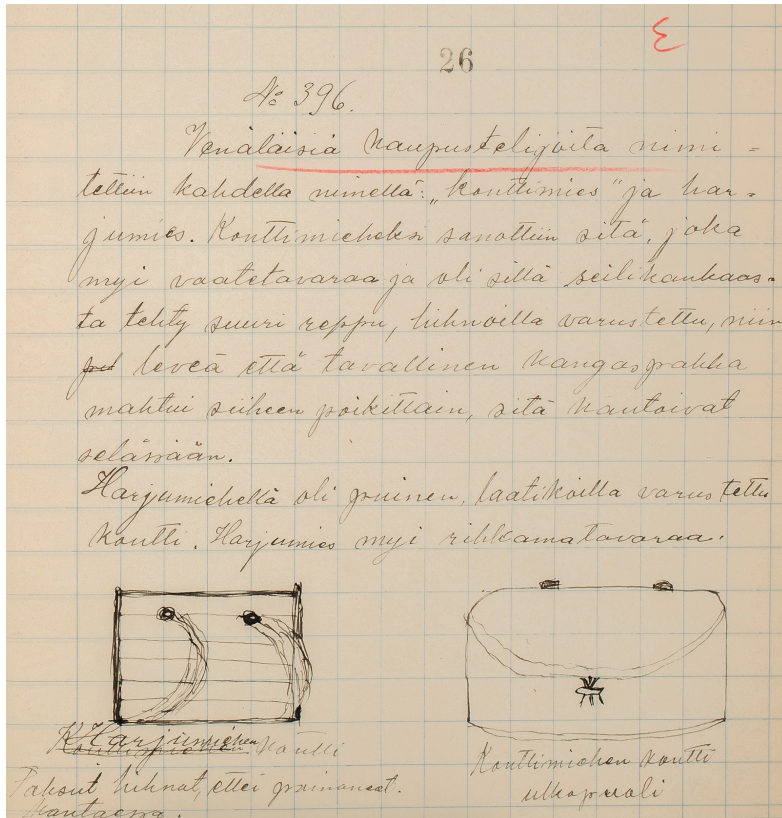 26
№ 396.
Venäläisiä kaupustelijoita nimi-
tettiin kahdella nimellä: „konttimies" ja har-
jumies. Konttimieheksi sanottiin sitä, joka
myi vaatetavaraa ja oli sillä seilikankaas-
ta tehty suuri reppu, hihnoilla varustettu, niin
leveä että tavallinen kangaspakka
mahtui siiheen poikittain, sitä kantoivat
selässään.
Harjumiehellä oli puinen, laatikoilla varustettu
kontti. Harjumies myi rihkamatavaraa.
Harjumiehen kontti
Paksut hihnat, ettei painaneet.
kantaessa.
Konttimiehen kontti
ulkopuoli